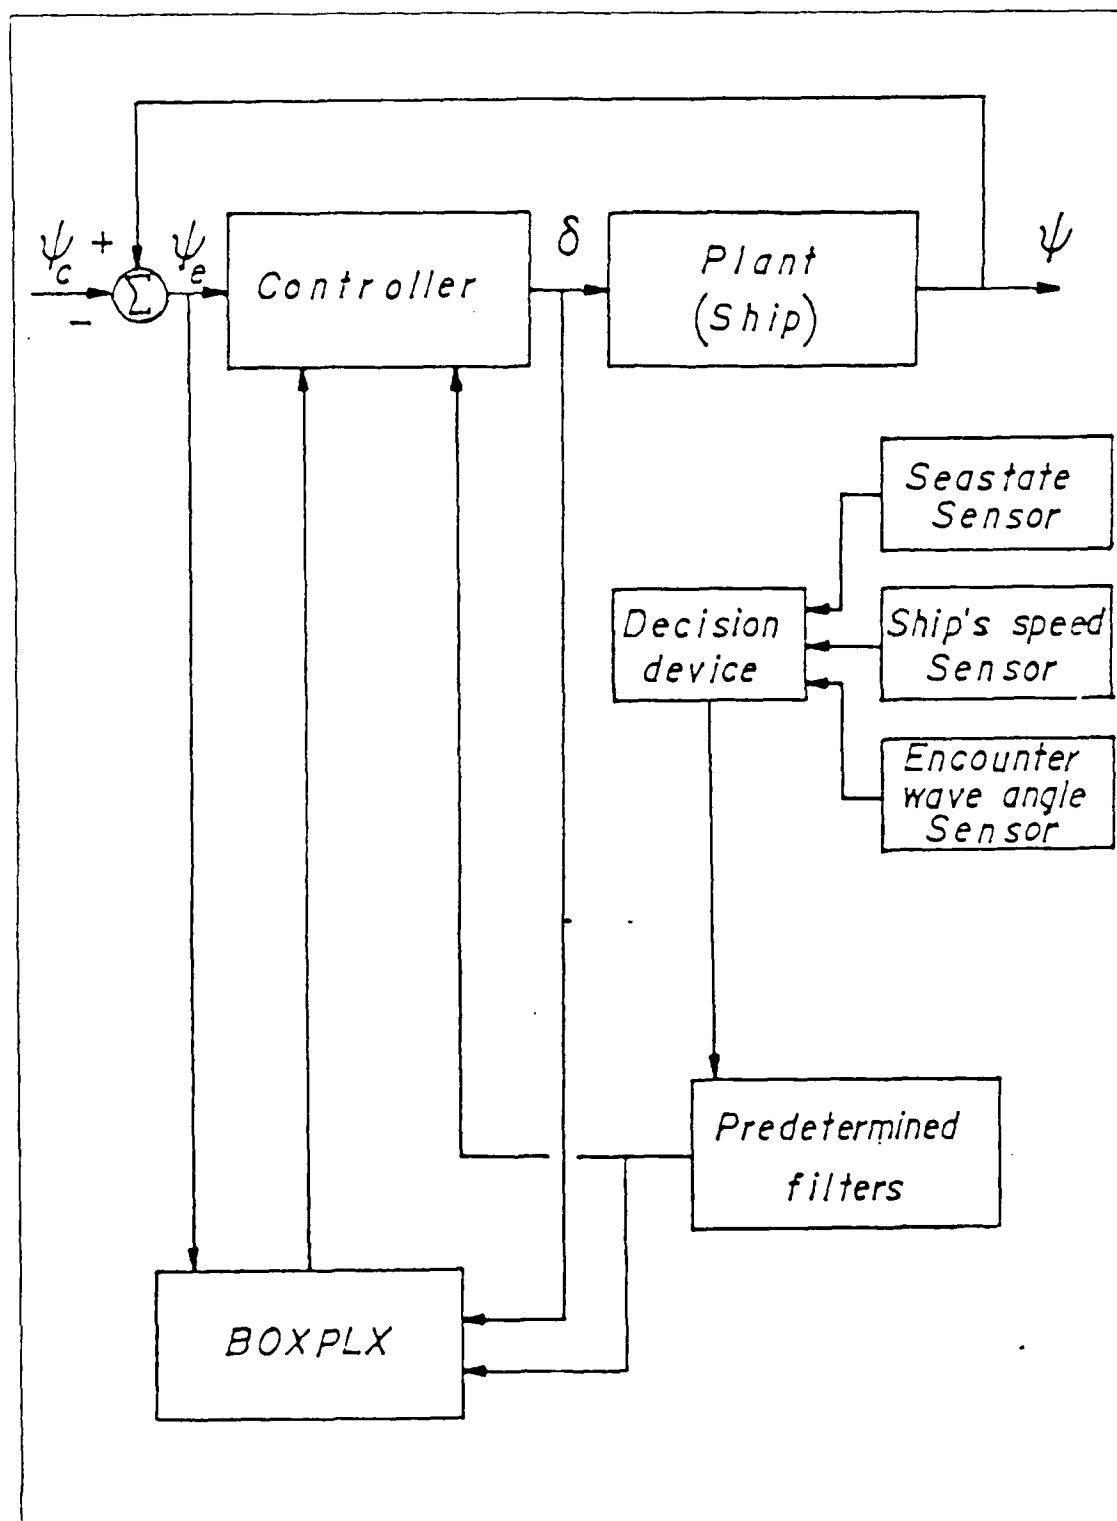 ψc + ψe
Σ
-
Controller
δ
Plant
(Ship)
ψ
Seastate
Sensor
Decision
device
Ship's speed
Sensor
Encounter
wave angle
Sensor
Predetermined
filters
BOXPLX